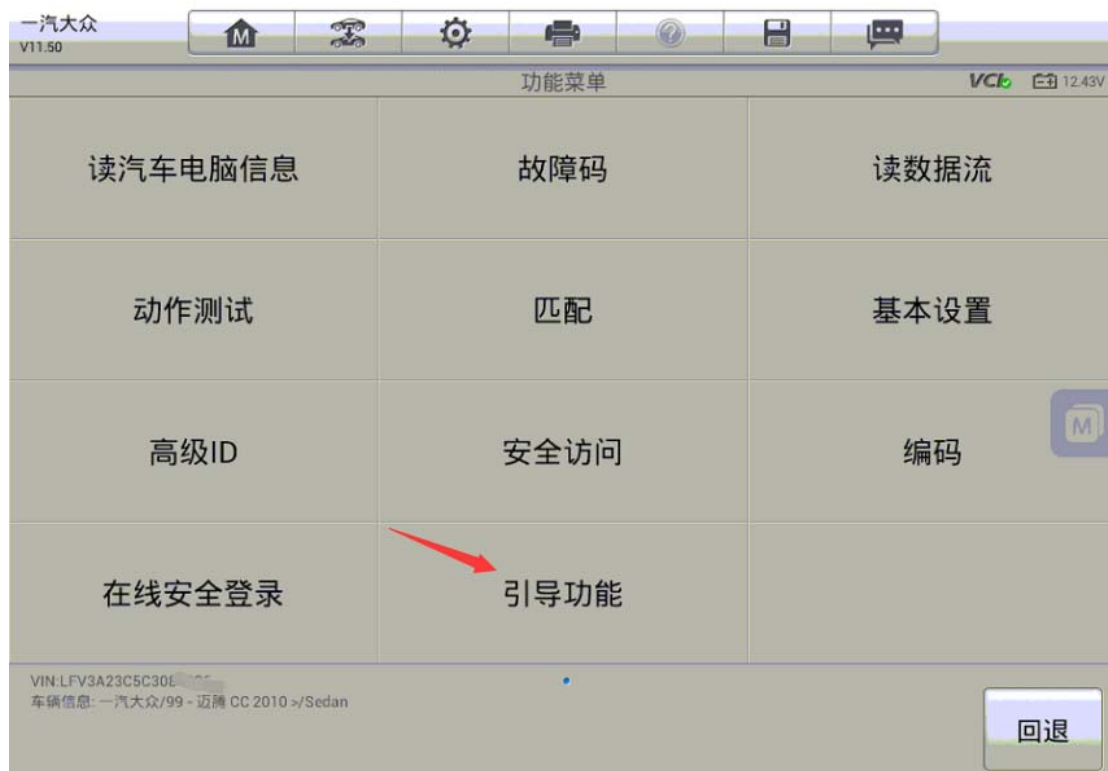 一汽大众
V11.50
M
功能菜单
VCI 12.43V
读汽车电脑信息 故障码 读数据流
动作测试 匹配 基本设置
M
高级ID 安全访问 编码
在线安全登录 引导功能
VIN:LFV3A23C5C308
车辆信息: 一汽大众/99 - 迈腾 CC 2010 >/Sedan
回退